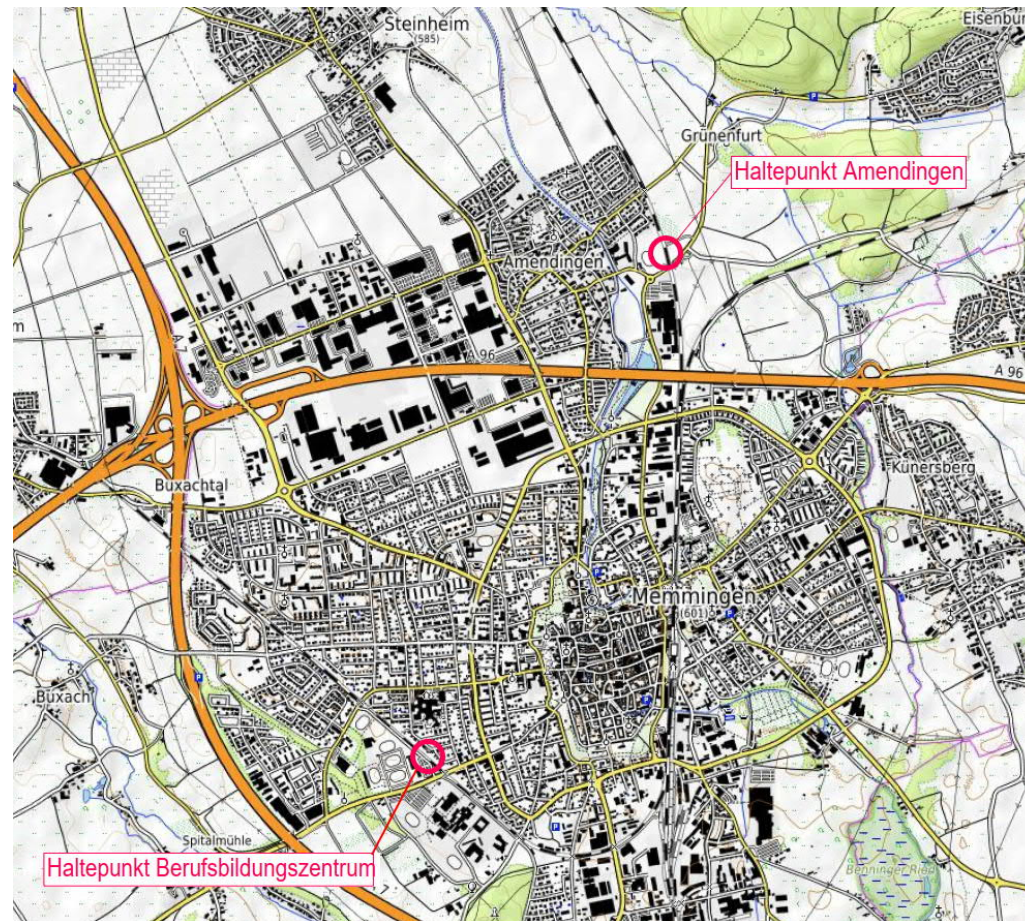 Steinheim
(585)
Eisenbur
Grünenfurt
Haltepunkt Amendingen
Amendingen
m
A 7
A 96
A 96
Buxachtal
Künersberg
Memmingen
(601)
Buxach
Spitalmühle
Haltepunkt Berufsbildungszentrum
Benninger Ried